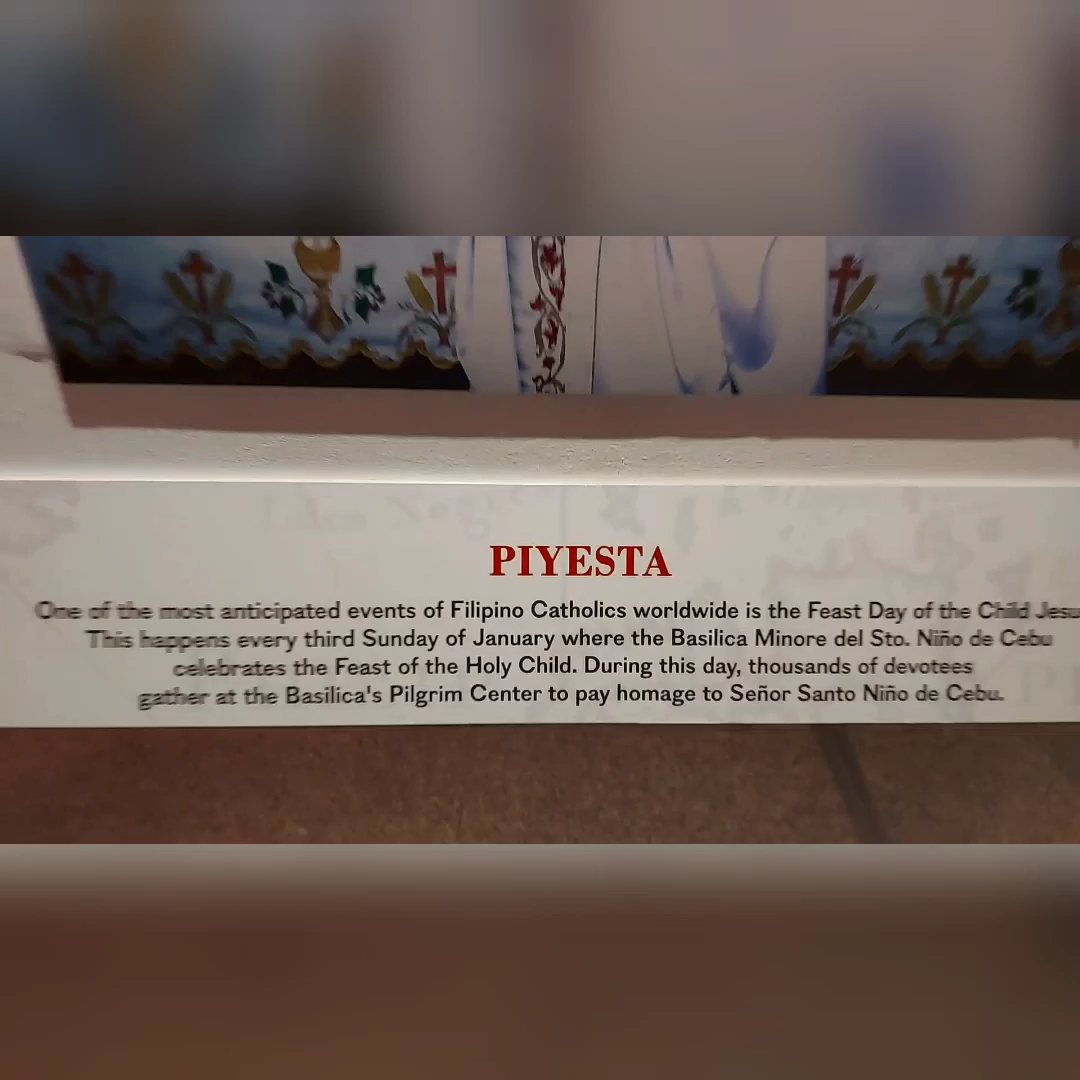 PIYESTA
One of the most anticipated events of Filipino Catholics worldwide is the Feast Day of the Child Jesu
This happens every third Sunday of January where the Basilica Minore del Sto. Niño de Cebu
celebrates the Feast of the Holy Child. During this day, thousands of devotees
gather at the Basilica's Pilgrim Center to pay homage to Señor Santo Niño de Cebu.